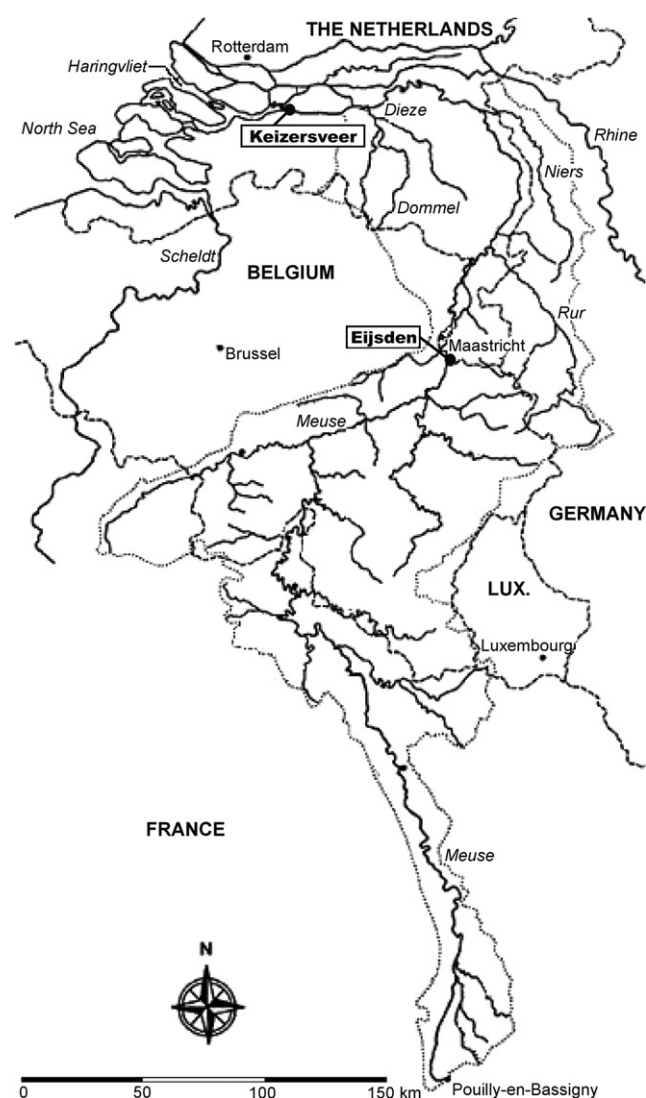 THE NETHERLANDS
Rotterdam
Haringvliet
Dieze
North Sea
Keizersveer
Rhine
Niers
Dommel
Scheldt
BELGIUM
Rur
Eijsden
Maastricht
Brussel
Meuse
GERMANY
LUX.
Luxembourg
FRANCE
Meuse
N
0 50 100 150 km
Pouilly-en-Bassigny